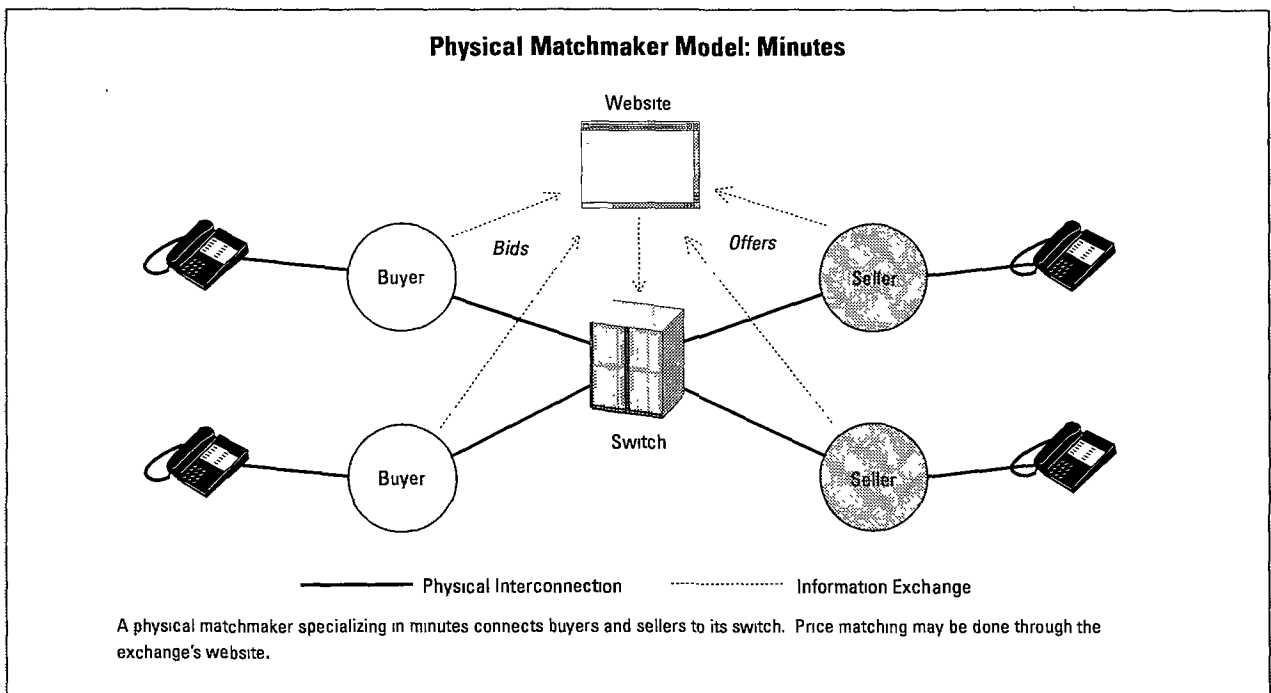 Physical Matchmaker Model: Minutes
Website
Bids
Offers
Buyer
Seller
Switch
Buyer
Seller
Physical Interconnection
Information Exchange
A physical matchmaker specializing in minutes connects buyers and sellers to its switch. Price matching may be done through the
exchange's website.